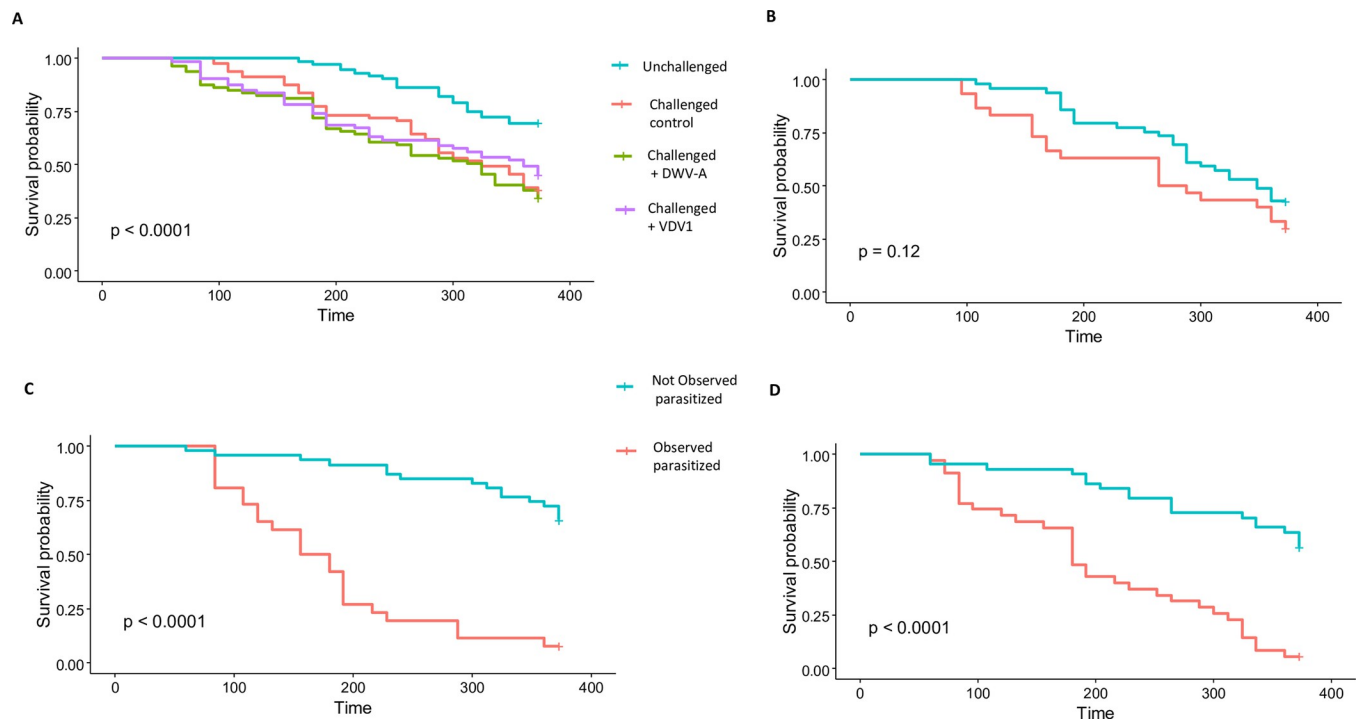 A
1.00
0.75
0.50
0.25
0.00
Survival probability
p < 0.0001
0 100 200 300 400
Time
Unchallenged
Challenged
control
Challenged
+ DWV-A
Challenged
+ VDV1
B
1.00
0.75
0.50
0.25
0.00
Survival probability
p = 0.12
0 100 200 300 400
Time
C
1.00
0.75
0.50
0.25
0.00
Survival probability
p < 0.0001
0 100 200 300 400
Time
Not Observed
parasitized
Observed
parasitized
D
1.00
0.75
0.50
0.25
0.00
Survival probability
p < 0.0001
0 100 200 300 400
Time